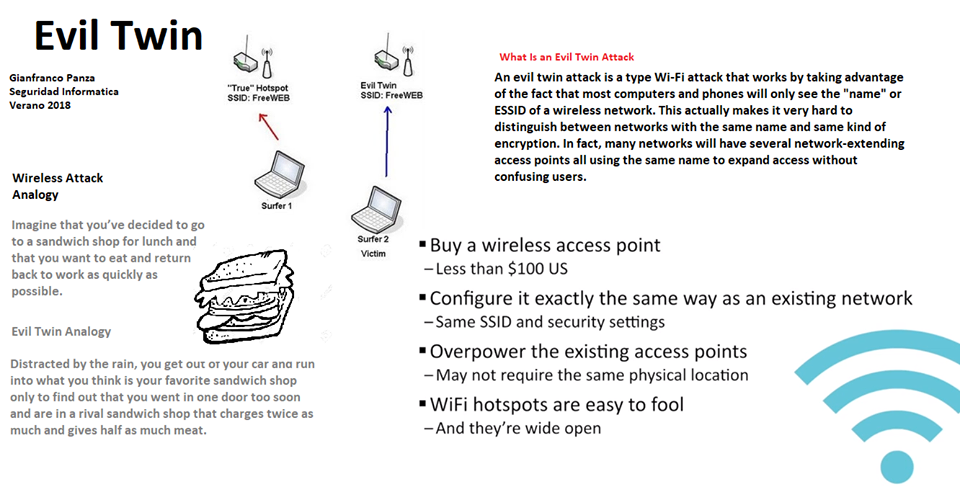 Evil Twin
Gianfranco Panza
Seguridad Informatica
Verano 2018
"True" Hotspot
SSID: FreeWEB
Evil Twin
SSID: FreeWEB
Surfer 1
Surfer 2
Victim
What Is an Evil Twin Attack
An evil twin attack is a type Wi-Fi attack that works by taking advantage
of the fact that most computers and phones will only see the "name" or
ESSID of a wireless network. This actually makes it very hard to
distinguish between networks with the same name and same kind of
encryption. In fact, many networks will have several network-extending
access points all using the same name to expand access without
confusing users.
Wireless Attack
Analogy
Imagine that you've decided to go
to a sandwich shop for lunch and
that you want to eat and return
back to work as quickly as
possible.
Evil Twin Analogy
Distracted by the rain, you get out of your car and run
into what you think is your favorite sandwich shop
only to find out that you went in one door too soon
and are in a rival sandwich shop that charges twice as
much and gives half as much meat.
▪ Buy a wireless access point
– Less than $100 US
▪ Configure it exactly the same way as an existing network
– Same SSID and security settings
▪ Overpower the existing access points
– May not require the same physical location
▪ WiFi hotspots are easy to fool
– And they're wide open